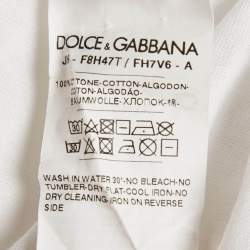 DOLCE & GABBANA
- F8H47T / FH7V6 - A
100% COTONE-COTTON-ALGODON-
COTTON-ALGODÃO-
BAUMWOLLE-ХЛОПОК-
WASH IN WATER 30°-NO BLEACH-NO
TUMBLER-DRY FLAT-COOL IRON-NO
DRY CLEANING-IRON ON REVERSE
SIDE